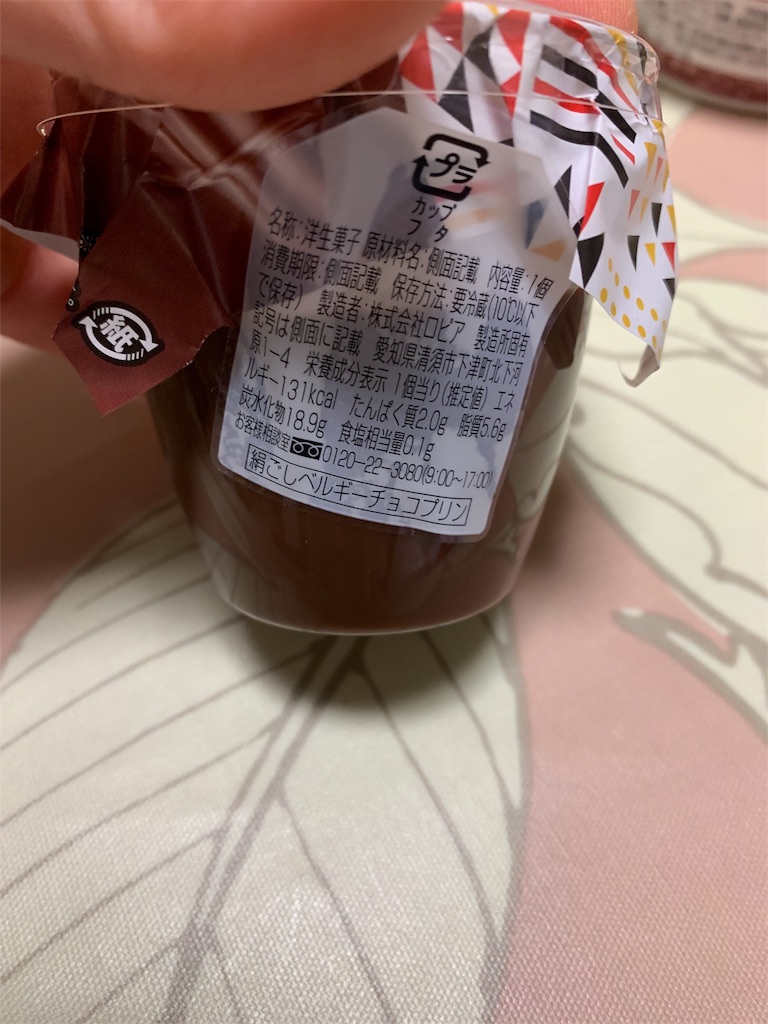 プラ
カップ
フタ
名称:洋生菓子 原材料名:側面記載 内容量:1個
消費期限:側面記載 保存方法:要冷蔵(10℃以下
で保存) 製造者:株式会社ロピア 製造所固有
記号は側面に記載 愛知県清須市下津町北下河
原1-4 栄養成分表示 1個当り(推定値) エネ
ルギー131kcal たんぱく質2.0g 脂質5.6g
炭水化物18.9g 食塩相当量0.1g
お客様相談室 0120-22-3080(9:00~17:00)
絹ごしベルギーチョコプリン
紙